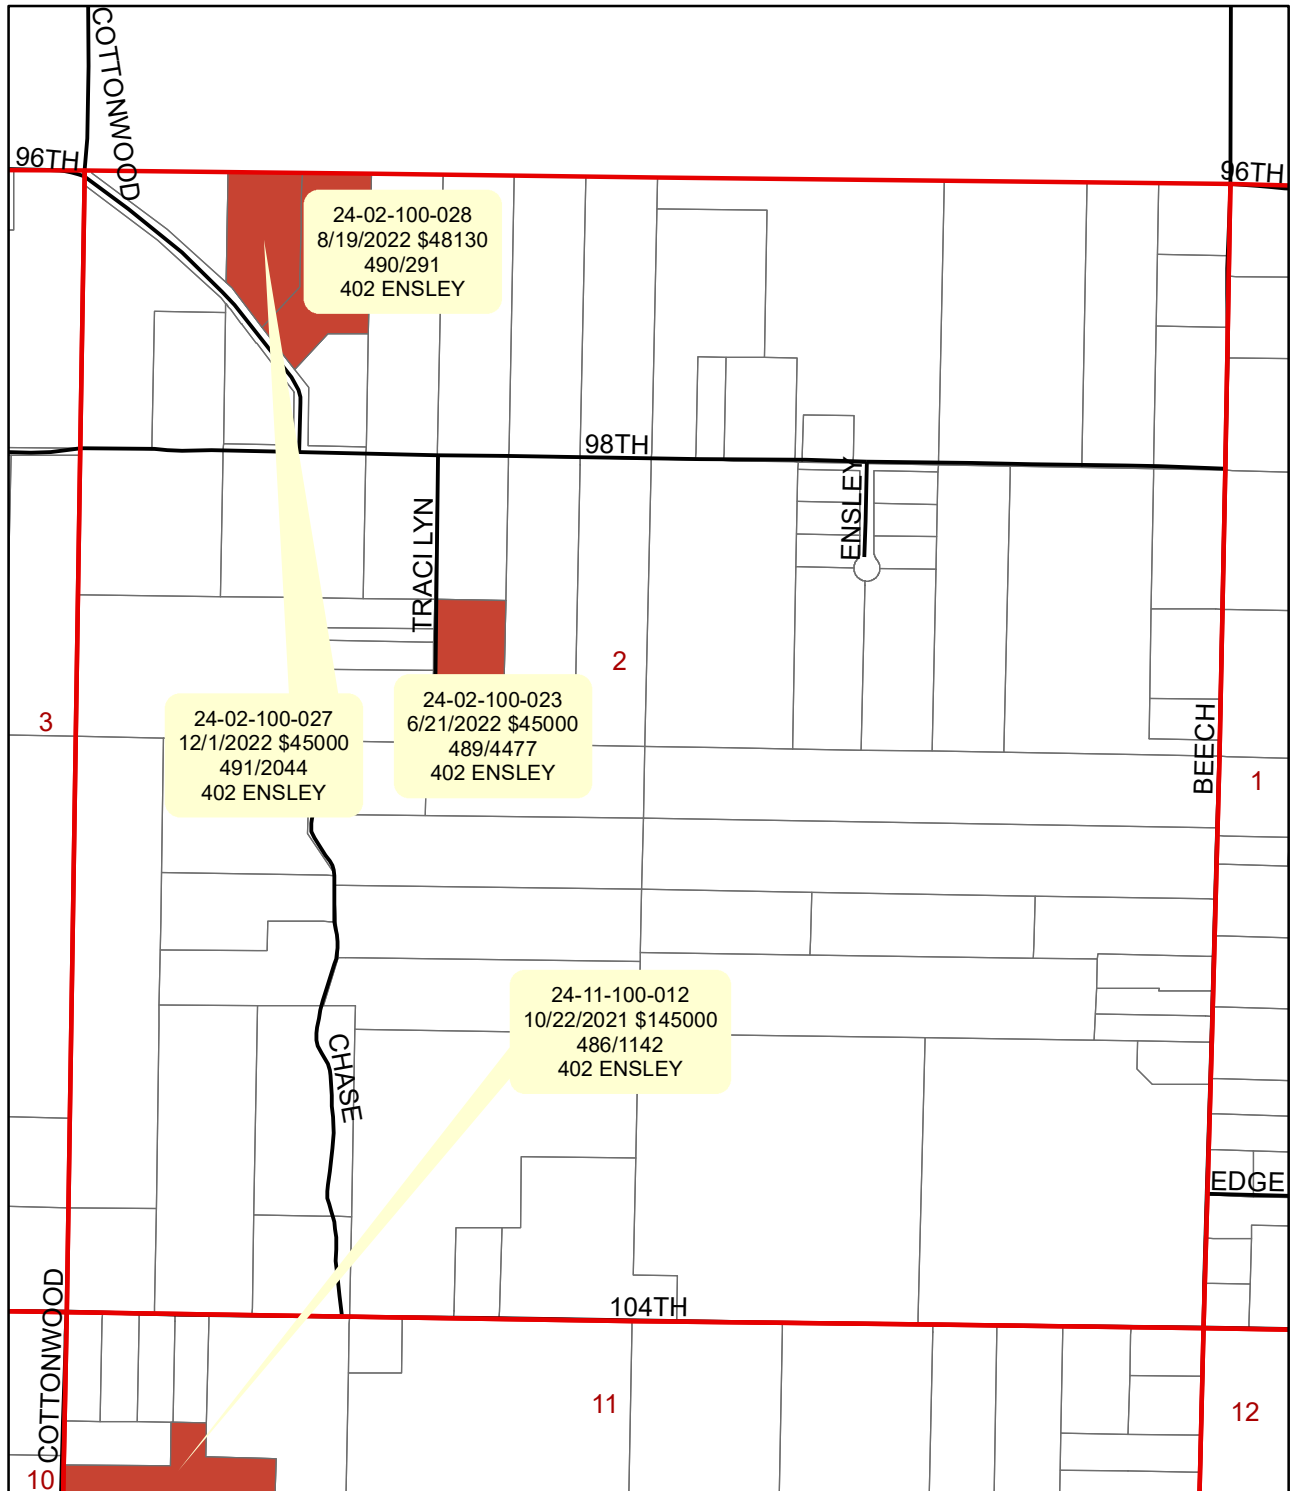 COTTONWOOD
96TH
96TH
24-02-100-028
8/19/2022 $48130
490/291
402 ENSLEY
98TH
ENSLEY
TRACI LYN
2
24-02-100-023
6/21/2022 $45000
489/4477
402 ENSLEY
24-02-100-027
12/1/2022 $45000
491/2044
402 ENSLEY
3
BEECH
1
24-11-100-012
10/22/2021 $145000
486/1142
402 ENSLEY
CHASE
EDGE
COTTONWOOD
104TH
11
12
10